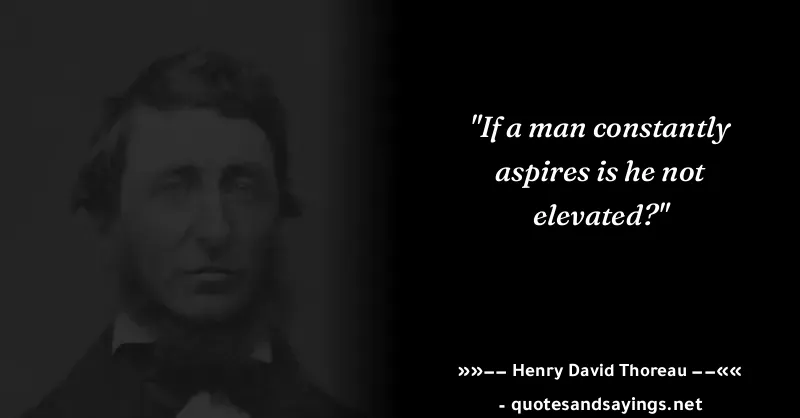 "If a man constantly
aspires is he not
elevated?"
»»–– Henry David Thoreau ––««
- quotesandsayings.net